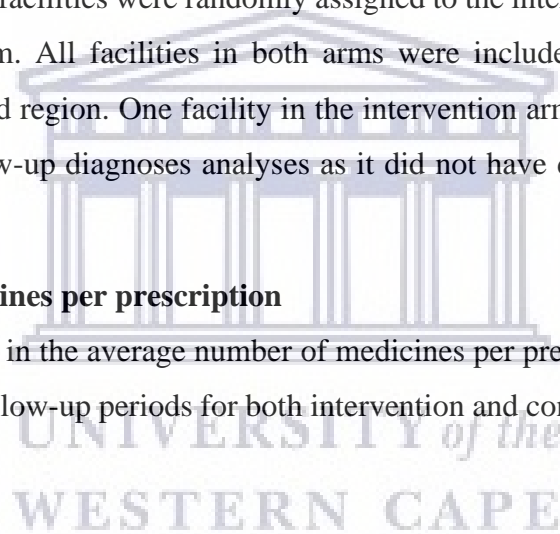 facilities were randomly assigned to the inte
m. All facilities in both arms were include
d region. One facility in the intervention arm
w-up diagnoses analyses as it did not have
ines per prescription
in the average number of medicines per pre
low-up periods for both intervention and con
UNIVERSITY of the
WESTERN CAPE